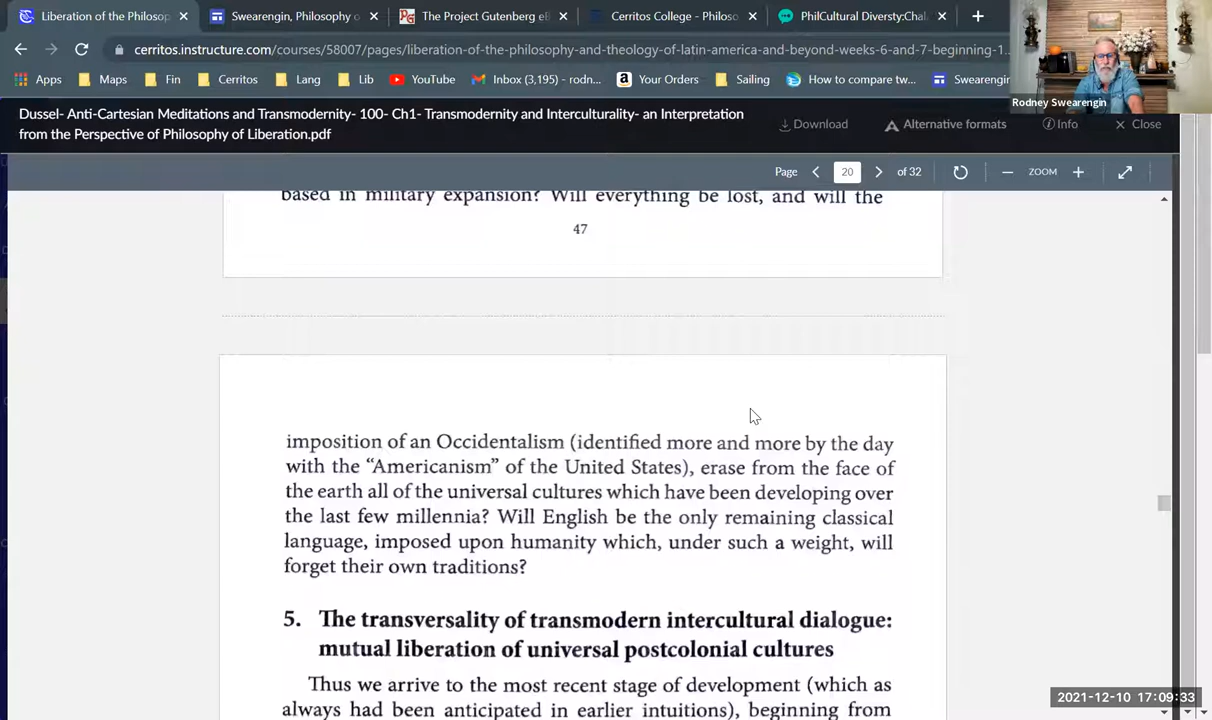 Liberation of the Philosop
Swearengin, Philosophy o
The Project Gutenberg eB
Cerritos College - Philoso
PhilCultural Diversty:Chal
cerritos.instructure.com/courses/58007/pages/liberation-of-the-philosophy-and-theology-of-latin-america-and-beyond-weeks-6-and-7-beginning-1...
Apps Maps Fin Cerritos Lang Lib YouTube Inbox (3,195) - rodn... Your Orders Sailing How to compare tw... Swearengin
Rodney Swearengin
Dussel- Anti-Cartesian Meditations and Transmodernity- 100- Ch1- Transmodernity and Interculturality- an Interpretation
from the Perspective of Philosophy of Liberation.pdf
Download Alternative formats Info Close
Page 20 of 32 ZOOM
based in military expansion? Will everything be lost, and will the
47
imposition of an Occidentalism (identified more and more by the day
with the “Americanism” of the United States), erase from the face of
the earth all of the universal cultures which have been developing over
the last few millennia? Will English be the only remaining classical
language, imposed upon humanity which, under such a weight, will
forget their own traditions?
5. The transversality of transmodern intercultural dialogue:
mutual liberation of universal postcolonial cultures
Thus we arrive to the most recent stage of development (which as
always had been anticipated in earlier intuitions), beginning from
2021-12-10 17:09:33